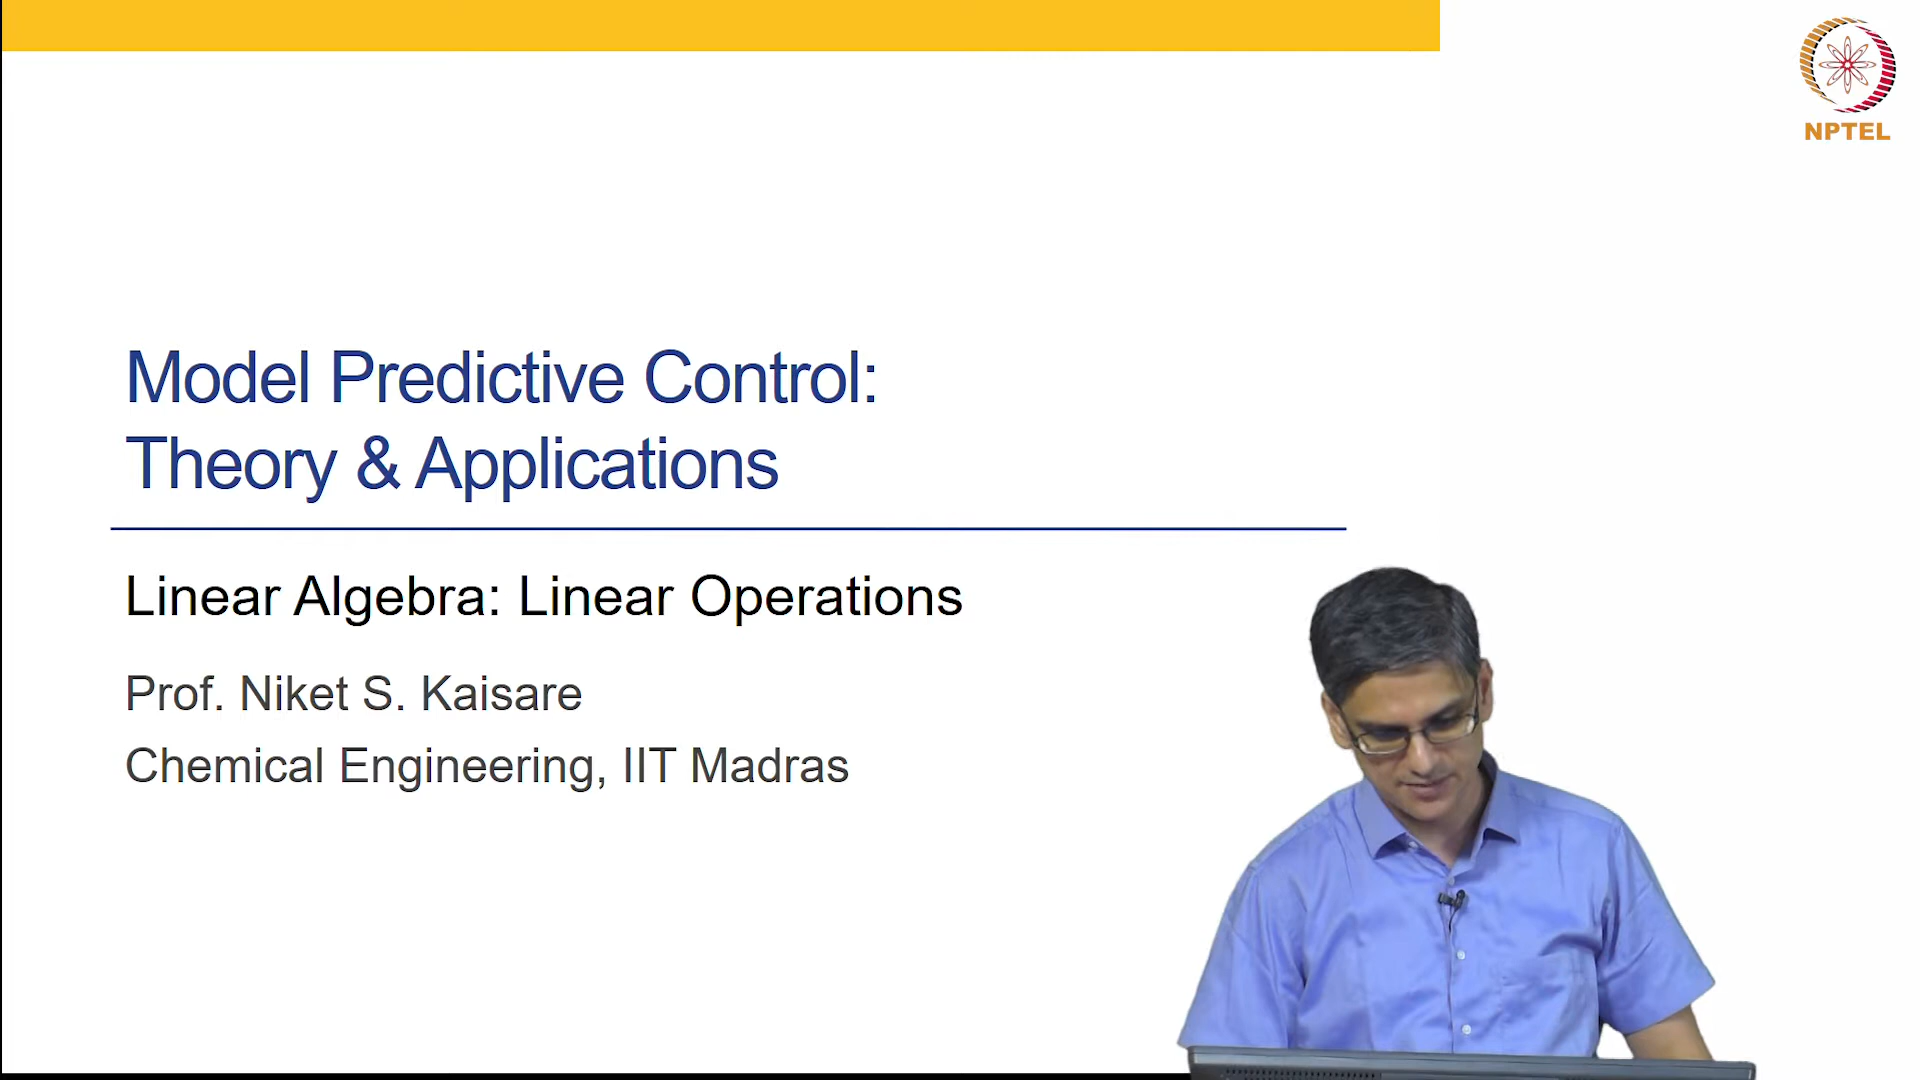 NPTEL
Model Predictive Control:
Theory & Applications
Linear Algebra: Linear Operations
Prof. Niket S. Kaisare
Chemical Engineering, IIT Madras